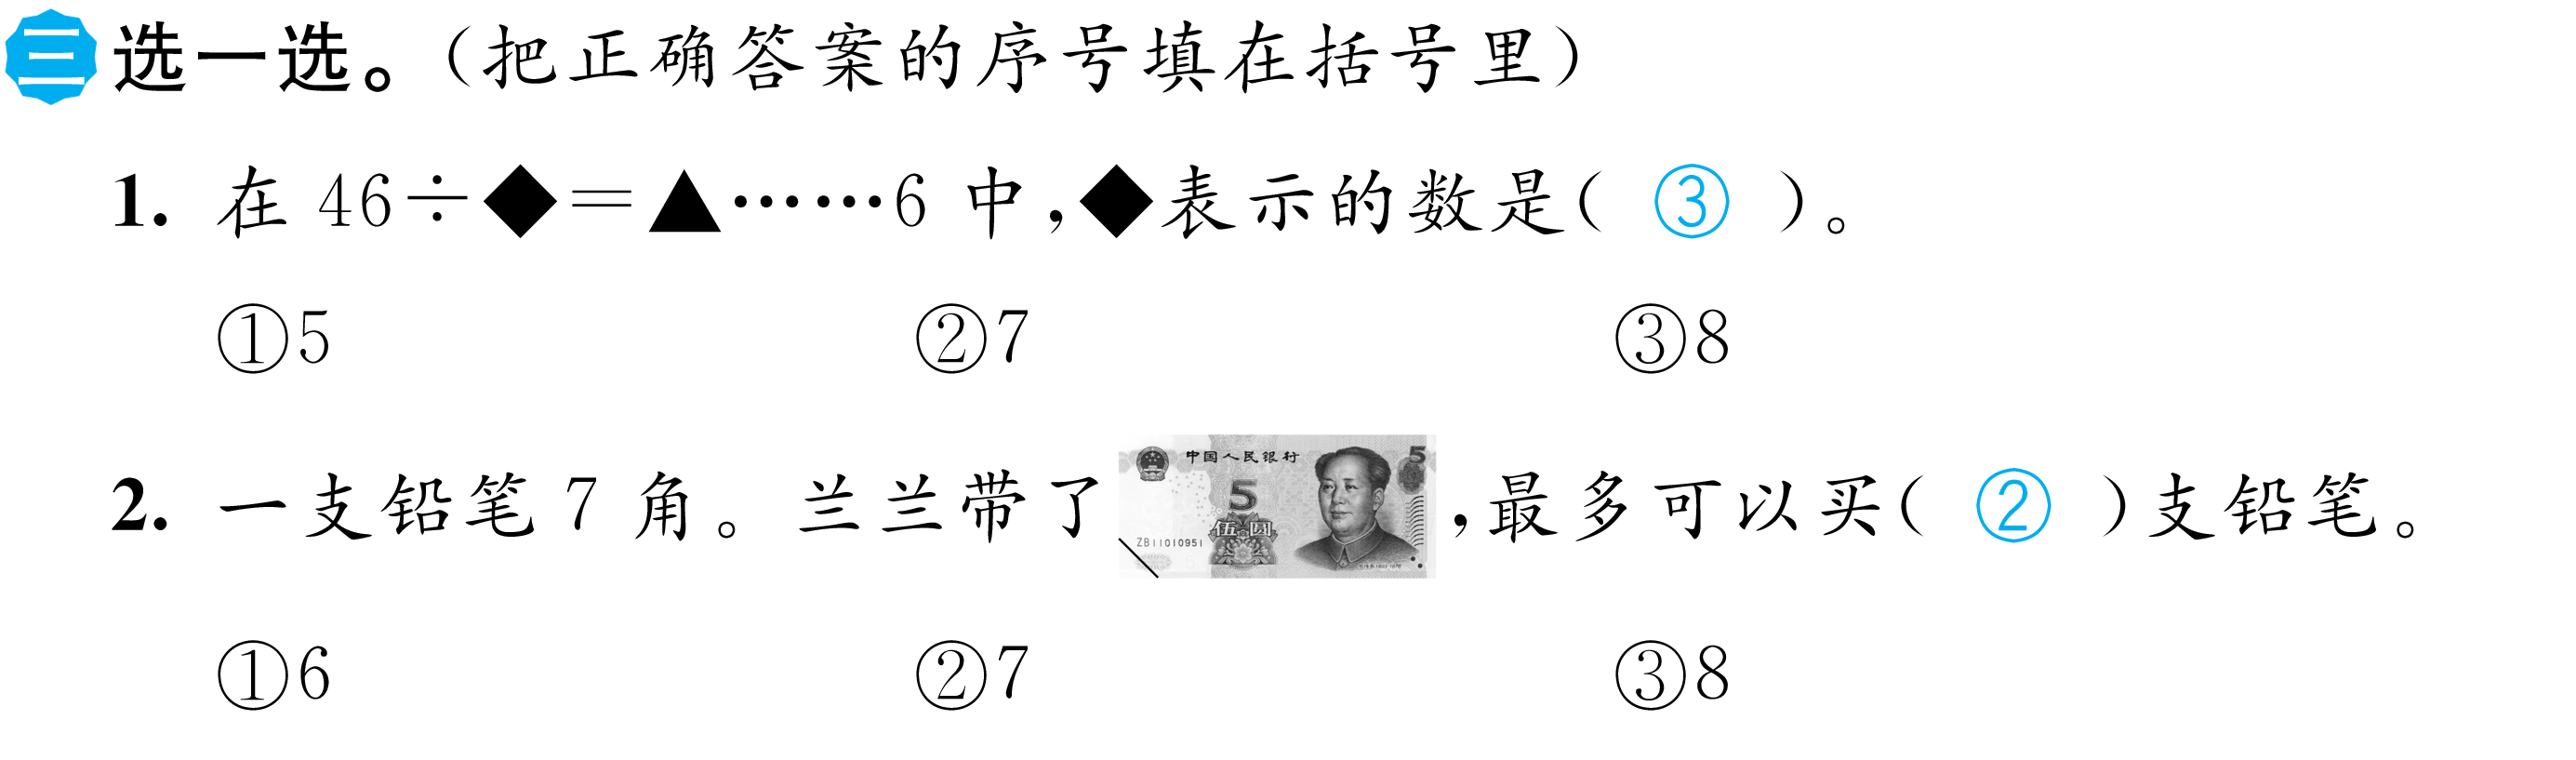 三 选一选。(把正确答案的序号填在括号里)
1. 在 46÷◆=▲……6 中,◆表示的数是( ③ )。
①5 ②7 ③8
2. 一支铅笔 7 角。兰兰带了 中国人民银行 5 伍圆 ZB11010951 5 ,最多可以买( ② )支铅笔。
①6 ②7 ③8